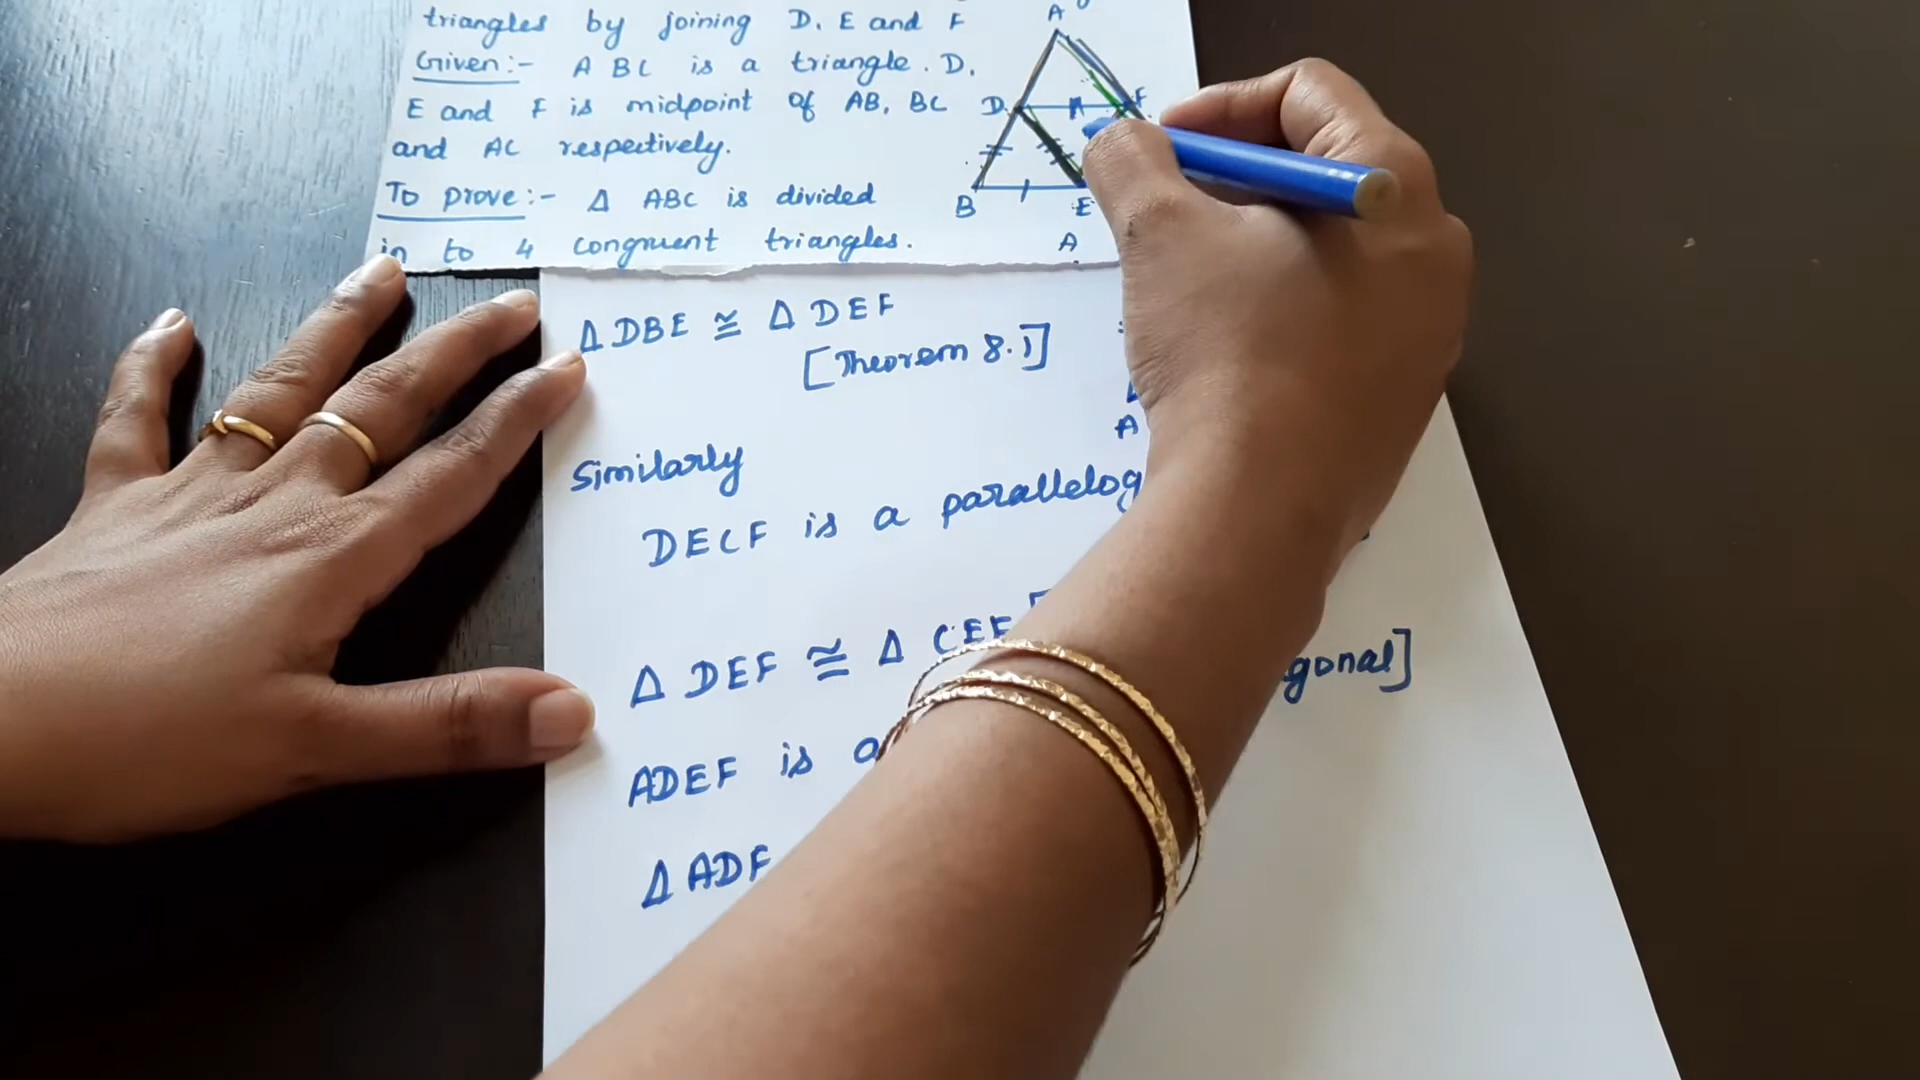 triangles by joining D, E and F
Given:- ABC is a triangle. D,
E and F is midpoint of AB, BC
and AC respectively.
To prove:- Δ ABC is divided
in to 4 congruent triangles.
A
D
F
B
E
A
Δ DBE ≅ Δ DEF
[Theorem 8.1]
A
Similarly
DECF is a
Δ DEF ≅ Δ CEF [
ADEF is a
Δ ADF